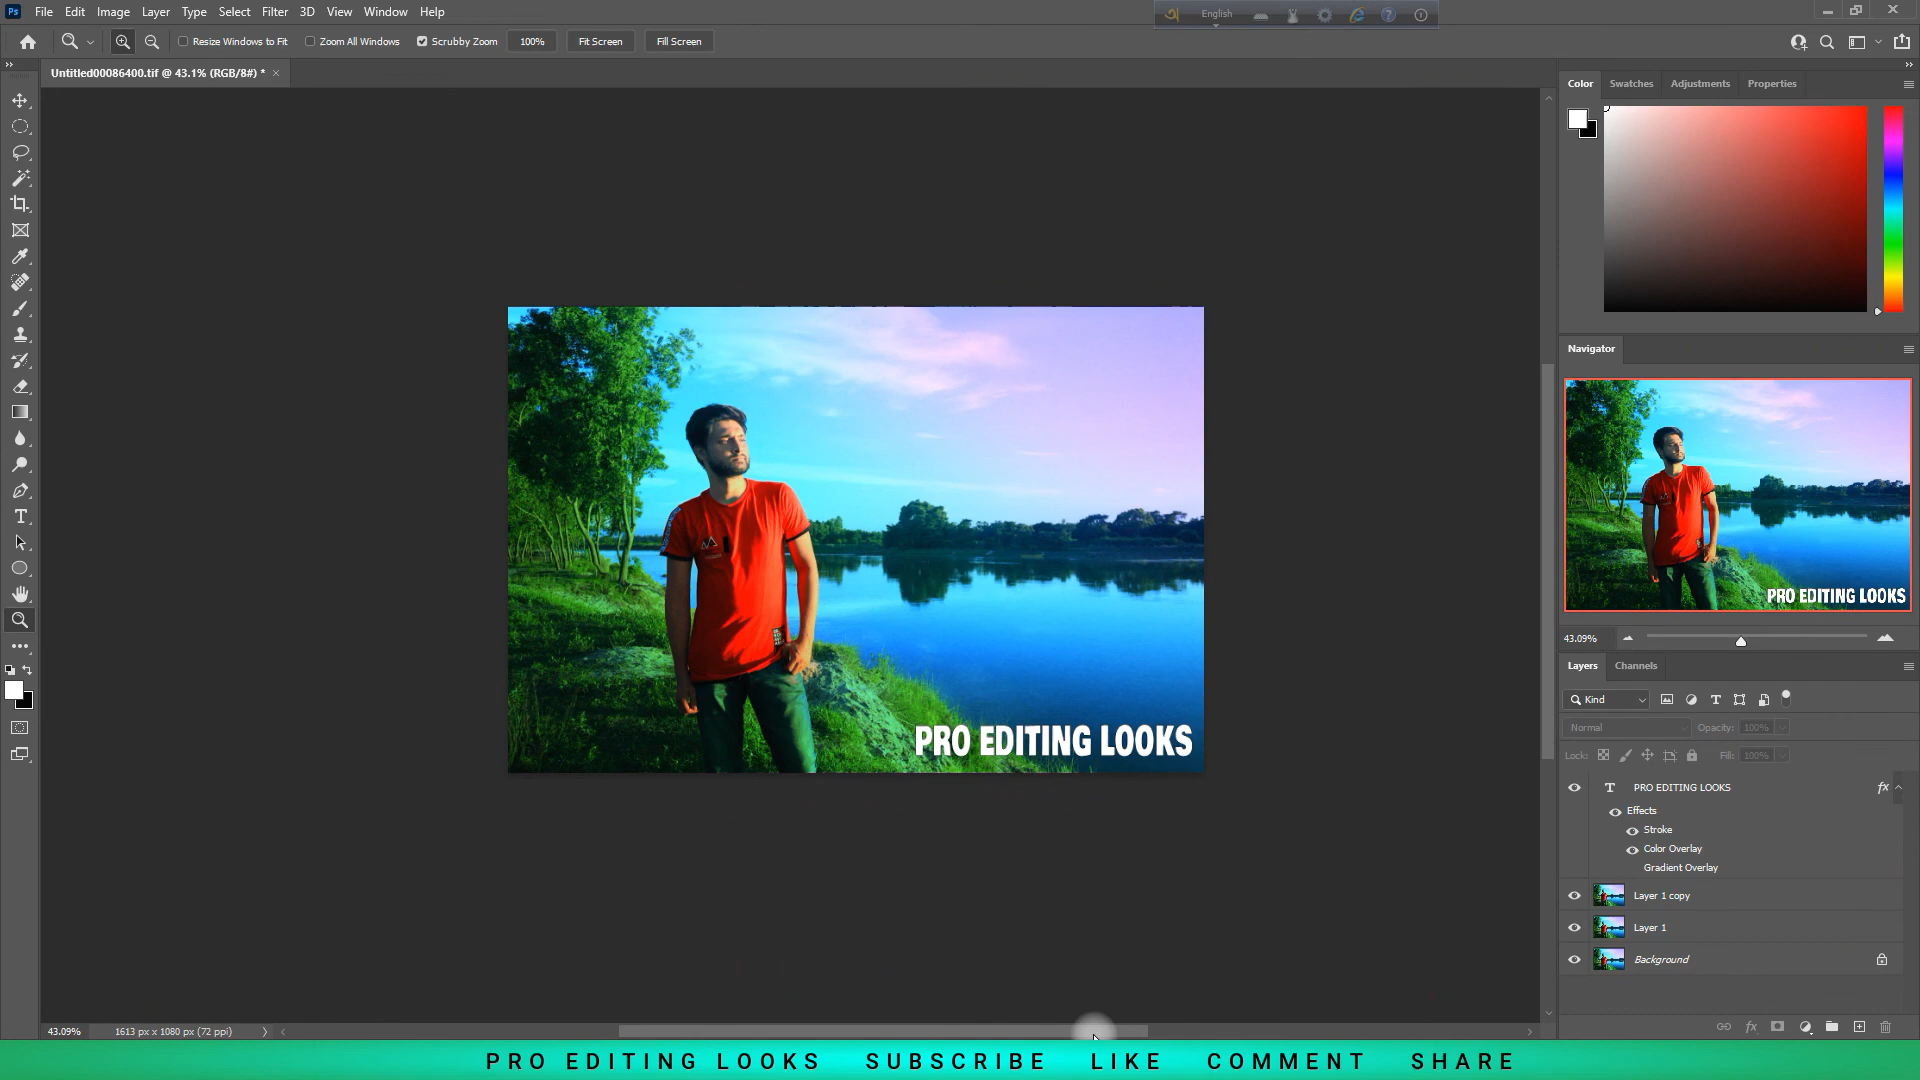 Ps File Edit Image Layer Type Select Filter 3D View Window Help
English
Resize Windows to Fit Zoom All Windows Scrubby Zoom 100% Fit Screen Fill Screen
Untitled00086400.tif @ 43.1% (RGB/8#) * ×
Color Swatches Adjustments Properties
Navigator
PRO EDITING LOOKS
43.09%
PRO EDITING LOOKS
Layers Channels
Kind
Normal Opacity: 100%
Lock: Fill: 100%
T PRO EDITING LOOKS fx
Effects
Stroke
Color Overlay
Gradient Overlay
Layer 1 copy
Layer 1
Background
43.09% 1613 px x 1080 px (72 ppi)
PRO EDITING LOOKS SUBSCRIBE LIKE COMMENT SHARE